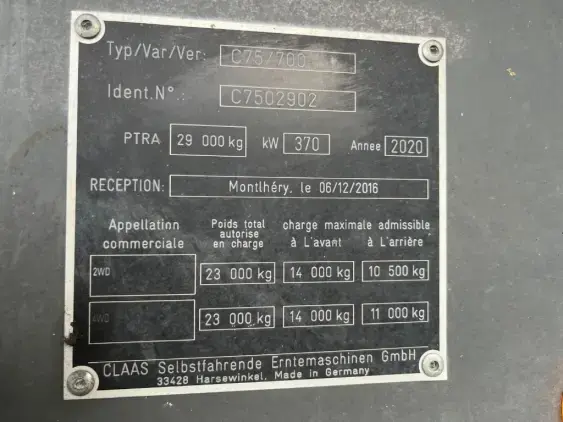 Typ/Var/Ver: C75/700
Ident.N°.: C7502902
PTRA 29 000 kg kW 370 Annee 2020
RECEPTION: Montlhéry, le 06/12/2016
Appellation commerciale
Poids total autorise en charge
charge maximale admissible
à L'avant à L'arrière
2WD 23 000 kg 14 000 kg 10 500 kg
4WD 23 000 kg 14 000 kg 11 000 kg
CLAAS Selbstfahrende Erntemaschinen GmbH
33428 Harsewinkel, Made in Germany